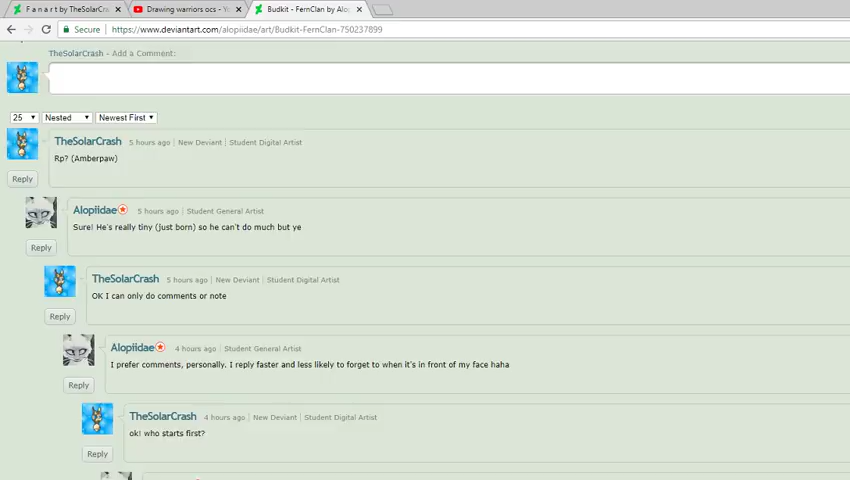 F a n a r t by TheSolarCra
Drawing warriors ocs - Yo
Budkit - FernClan by Alop
Secure https://www.deviantart.com/alopiidae/art/Budkit-FernClan-750237899
TheSolarCrash - Add a Comment:
25 Nested Newest First
TheSolarCrash 5 hours ago New Deviant Student Digital Artist
Rp? (Amberpaw)
Reply
Alopiidae 5 hours ago Student General Artist
Sure! He's really tiny (just born) so he can't do much but ye
Reply
TheSolarCrash 5 hours ago New Deviant Student Digital Artist
OK I can only do comments or note
Reply
Alopiidae 4 hours ago Student General Artist
I prefer comments, personally. I reply faster and less likely to forget to when it's in front of my face haha
Reply
TheSolarCrash 4 hours ago New Deviant Student Digital Artist
ok! who starts first?
Reply